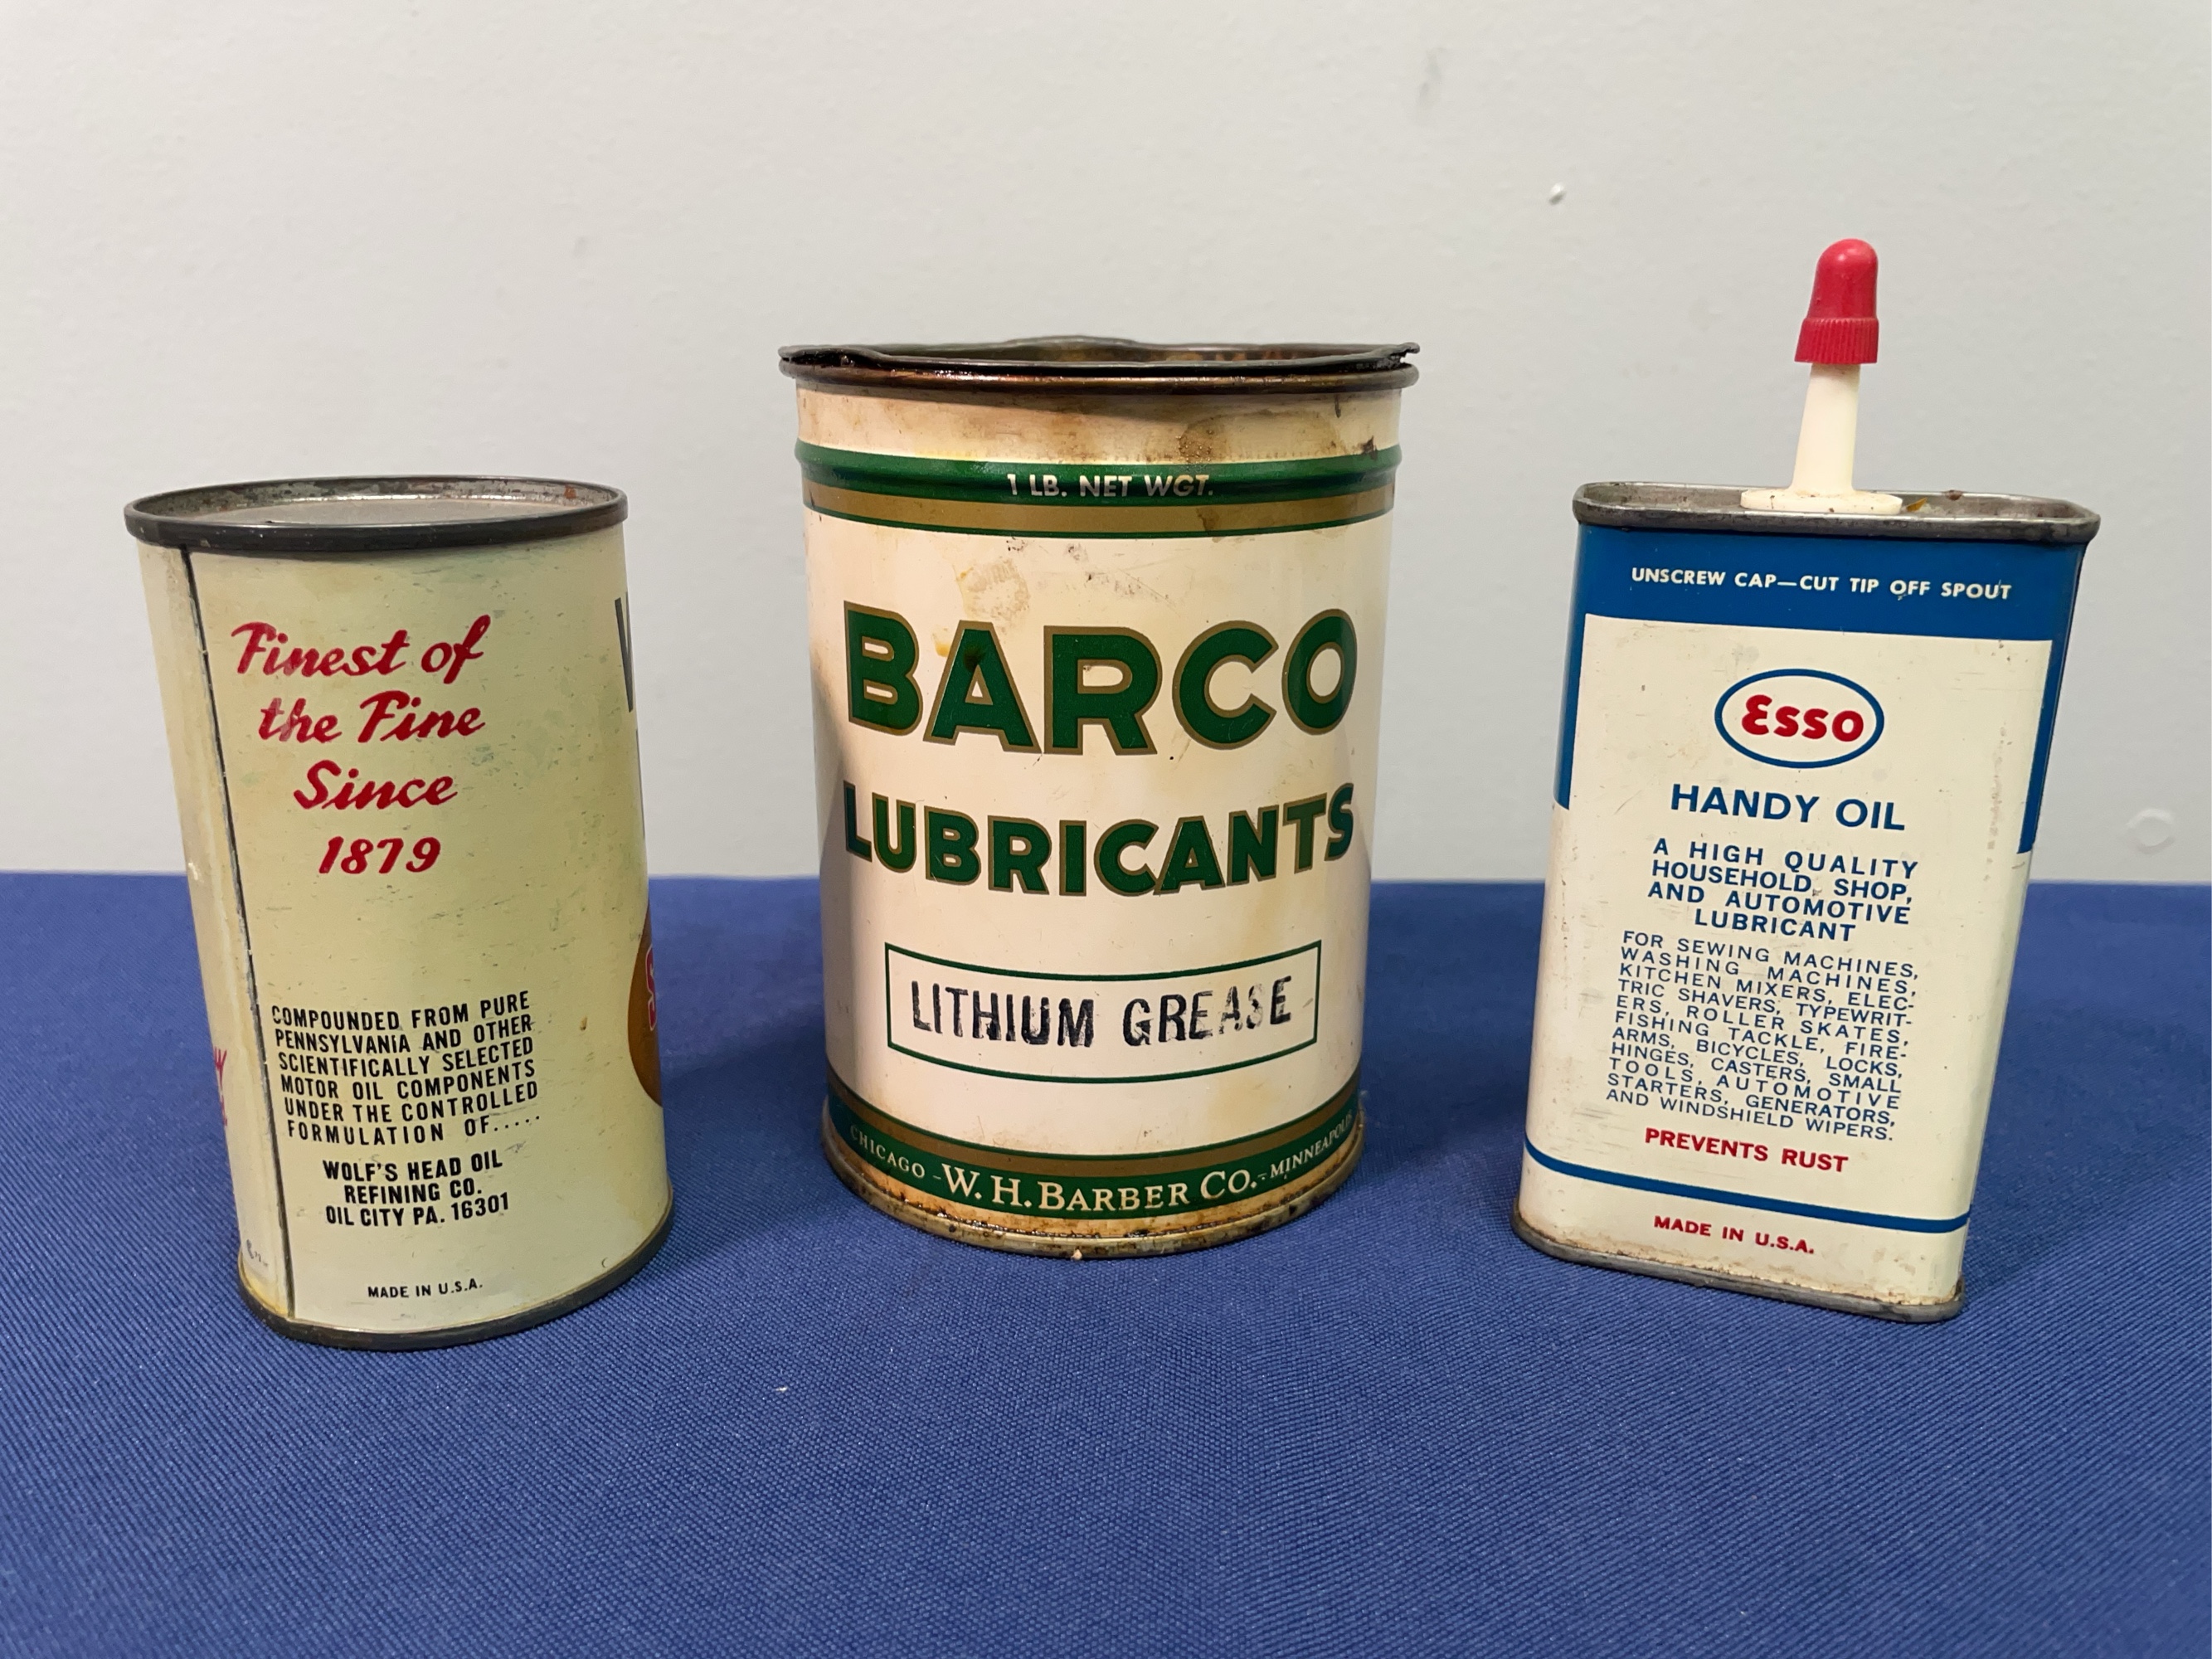 Finest of
the Fine
Since
1879
COMPOUNDED FROM PURE
PENNSYLVANIA AND OTHER
SCIENTIFICALLY SELECTED
MOTOR OIL COMPONENTS
UNDER THE CONTROLLED
FORMULATION OF.....
WOLF'S HEAD OIL
REFINING CO.
OIL CITY PA. 16301
MADE IN U.S.A.
1 LB. NET WGT.
BARCO
LUBRICANTS
LITHIUM GREASE
CHICAGO - W. H. BARBER CO. - MINNEAPOLIS
UNSCREW CAP—CUT TIP OFF SPOUT
Esso
HANDY OIL
A HIGH QUALITY
HOUSEHOLD, SHOP,
AND AUTOMOTIVE
LUBRICANT
FOR SEWING MACHINES,
WASHING MACHINES,
KITCHEN MIXERS, ELEC-
TRIC SHAVERS, TYPEWRIT-
ERS, ROLLER SKATES,
FISHING TACKLE, FIRE-
ARMS, BICYCLES, LOCKS,
HINGES, CASTERS, SMALL
TOOLS, AUTOMOTIVE
STARTERS, GENERATORS,
AND WINDSHIELD WIPERS.
PREVENTS RUST
MADE IN U.S.A.